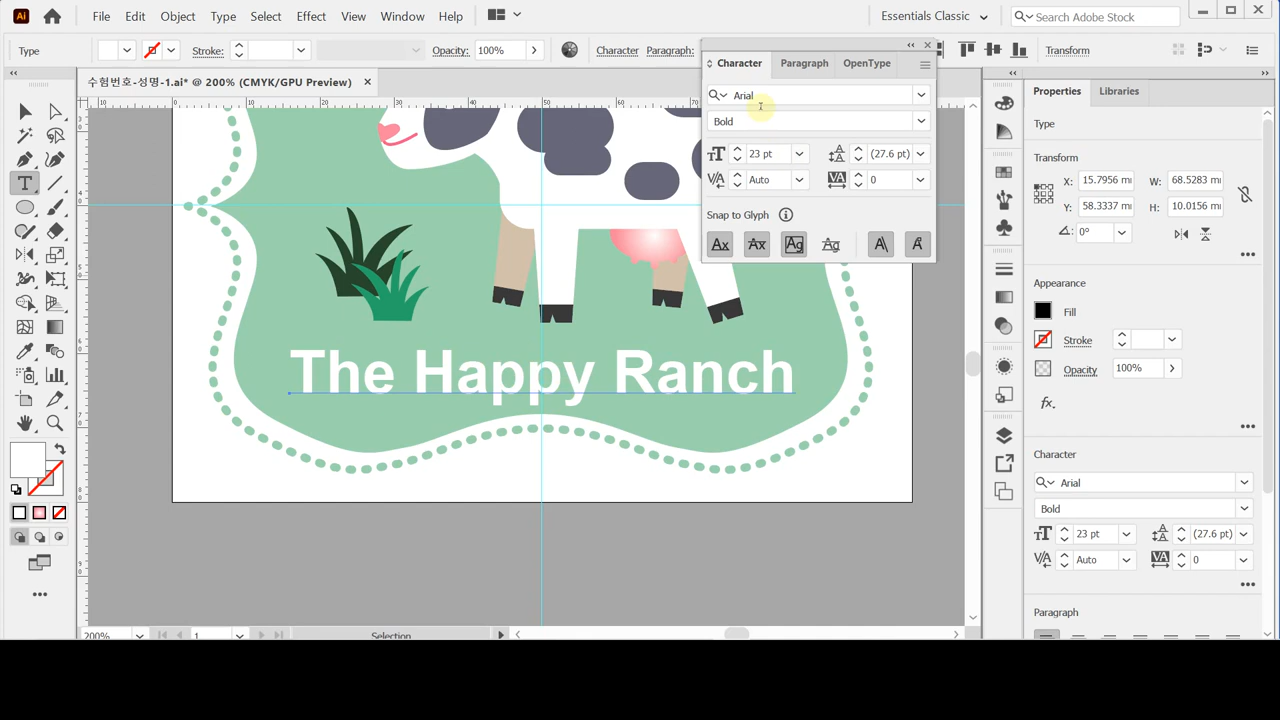 Ai File Edit Object Type Select Effect View Window Help Essentials Classic Search Adobe Stock
Type Stroke: Opacity: 100% Character Paragraph: Transform
수험번호-성명-1.ai* @ 200% (CMYK/GPU Preview)
Character Paragraph OpenType
Arial
Bold
23 pt (27.6 pt)
Auto 0
Snap to Glyph
Properties Libraries
Type
Transform
X: 15.7956 m W: 68.5283 m
Y: 58.3337 m H: 10.0156 m
0°
Appearance
Fill
Stroke
Opacity 100%
fx.
Character
Arial
Bold
23 pt (27.6 pt)
Auto 0
Paragraph
The Happy Ranch
200% 1 Selection